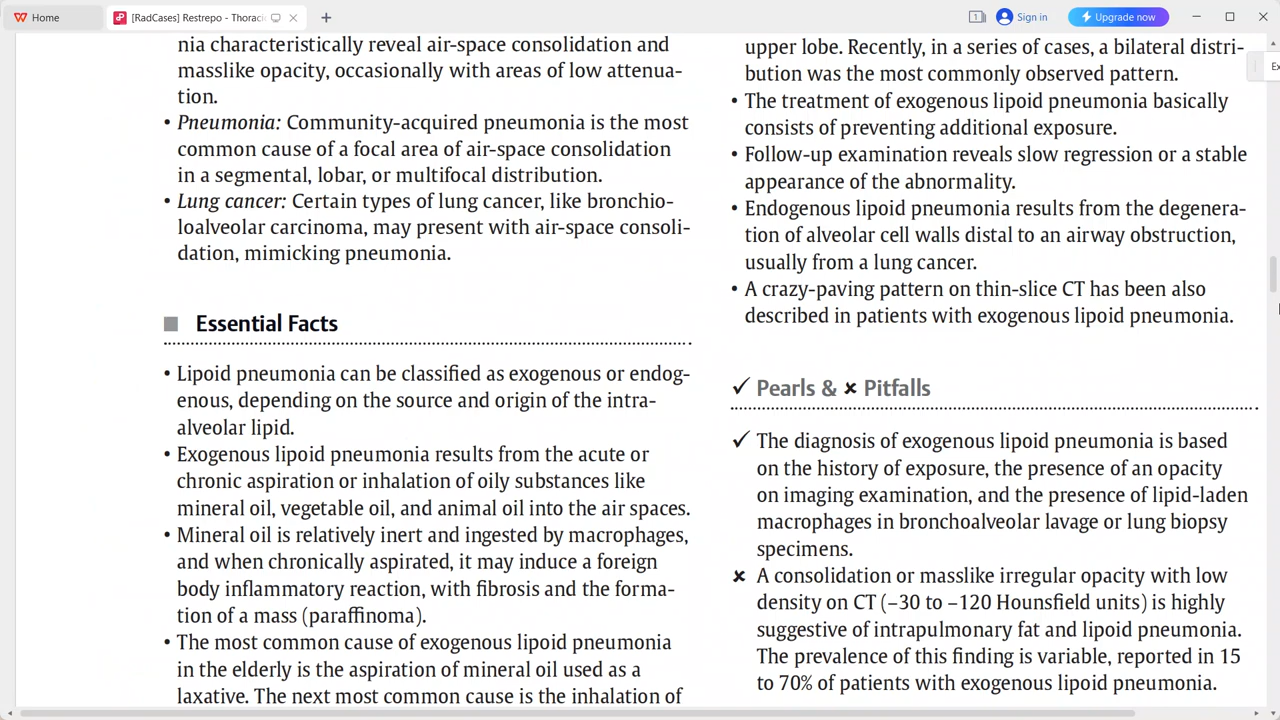 Home
[RadCases] Restrepo - Thoraci
1
Sign in
Upgrade now
nia characteristically reveal air-space consolidation and
masslike opacity, occasionally with areas of low attenua-
tion.
• Pneumonia: Community-acquired pneumonia is the most
common cause of a focal area of air-space consolidation
in a segmental, lobar, or multifocal distribution.
• Lung cancer: Certain types of lung cancer, like bronchio-
loalveolar carcinoma, may present with air-space consoli-
dation, mimicking pneumonia.
Essential Facts
• Lipoid pneumonia can be classified as exogenous or endog-
enous, depending on the source and origin of the intra-
alveolar lipid.
• Exogenous lipoid pneumonia results from the acute or
chronic aspiration or inhalation of oily substances like
mineral oil, vegetable oil, and animal oil into the air spaces.
• Mineral oil is relatively inert and ingested by macrophages,
and when chronically aspirated, it may induce a foreign
body inflammatory reaction, with fibrosis and the forma-
tion of a mass (paraffinoma).
• The most common cause of exogenous lipoid pneumonia
in the elderly is the aspiration of mineral oil used as a
laxative. The next most common cause is the inhalation of
upper lobe. Recently, in a series of cases, a bilateral distri-
bution was the most commonly observed pattern.
• The treatment of exogenous lipoid pneumonia basically
consists of preventing additional exposure.
• Follow-up examination reveals slow regression or a stable
appearance of the abnormality.
• Endogenous lipoid pneumonia results from the degenera-
tion of alveolar cell walls distal to an airway obstruction,
usually from a lung cancer.
• A crazy-paving pattern on thin-slice CT has been also
described in patients with exogenous lipoid pneumonia.
✓ Pearls & ✗ Pitfalls
✓ The diagnosis of exogenous lipoid pneumonia is based
on the history of exposure, the presence of an opacity
on imaging examination, and the presence of lipid-laden
macrophages in bronchoalveolar lavage or lung biopsy
specimens.
✗ A consolidation or masslike irregular opacity with low
density on CT (−30 to −120 Hounsfield units) is highly
suggestive of intrapulmonary fat and lipoid pneumonia.
The prevalence of this finding is variable, reported in 15
to 70% of patients with exogenous lipoid pneumonia.
Ex